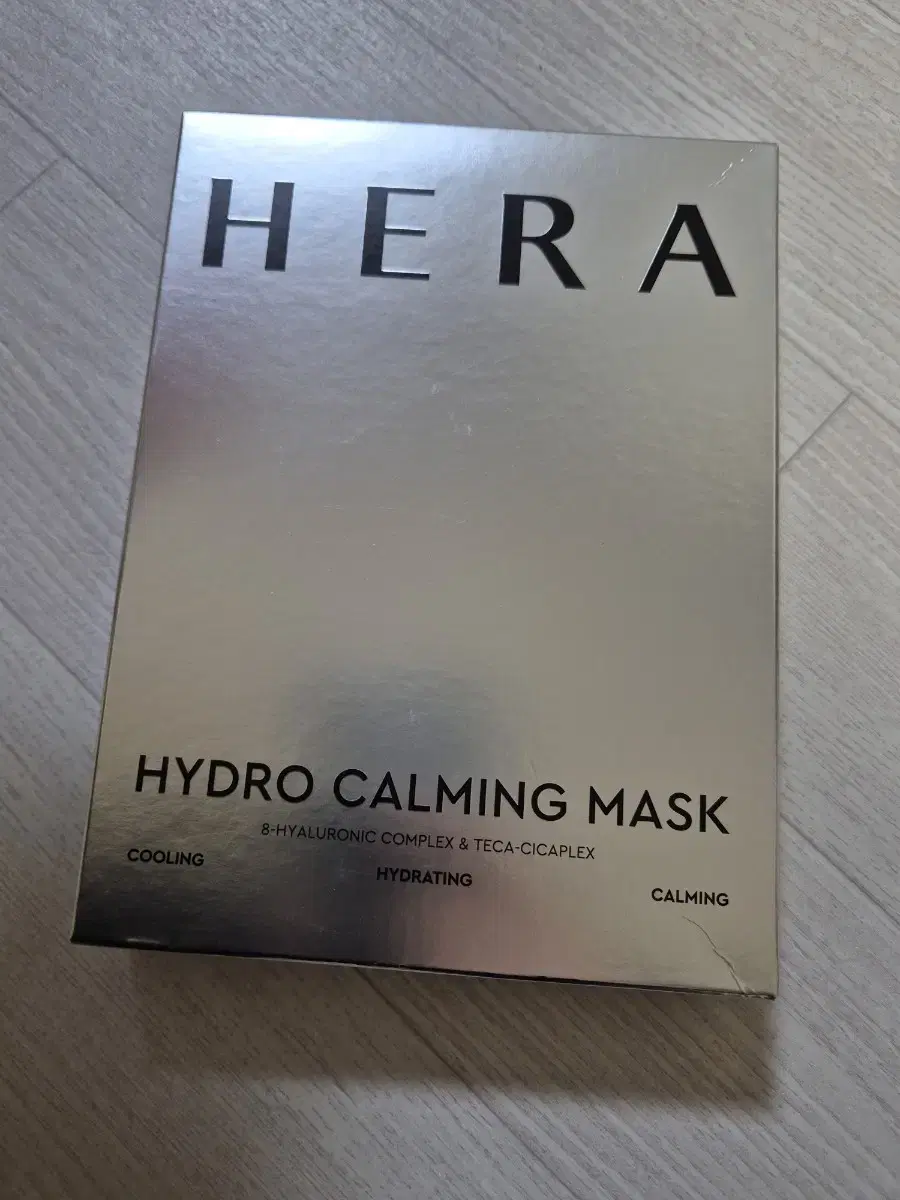 HERA
HYDRO CALMING MASK
8-HYALURONIC COMPLEX & TECA-CICAPLEX
COOLING
HYDRATING
CALMING